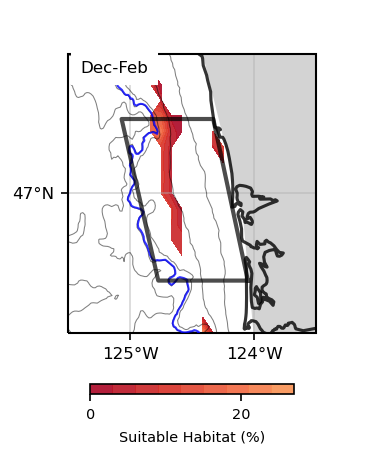 Dec-Feb
47°N
125°W 124°W
0 20
Suitable Habitat (%)